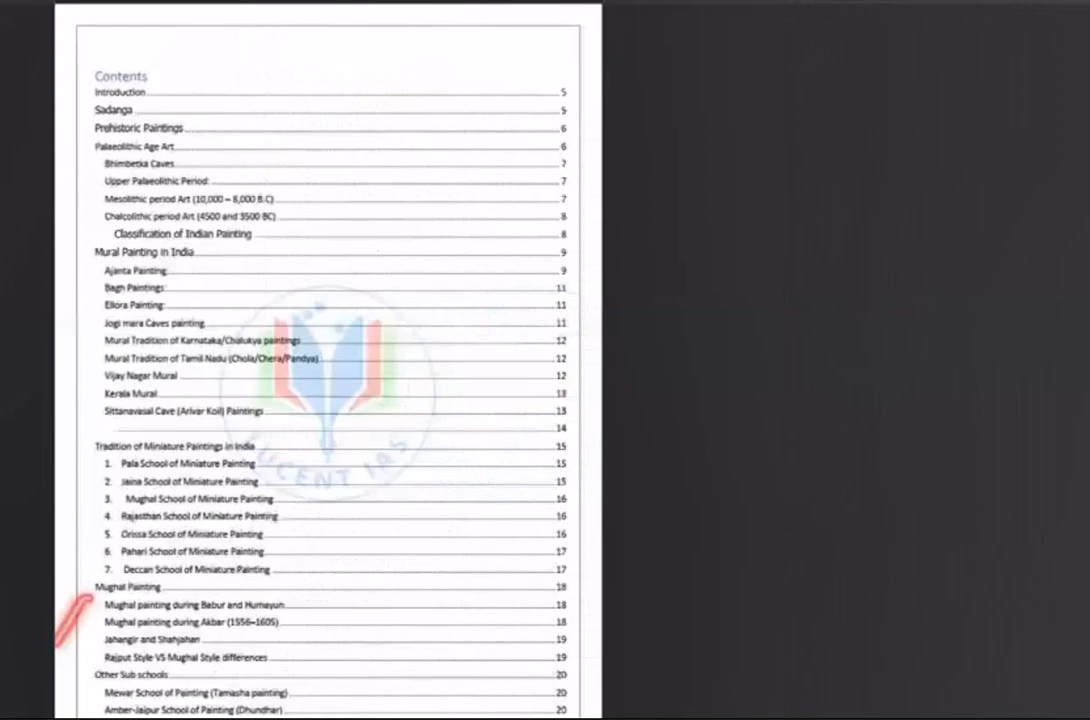 Contents
Introduction 5
Sadanga 5
Prehistoric Paintings 6
Palaeolithic Age Art 6
Bhimbetka Caves 7
Upper Palaeolithic Period: 7
Mesolithic period Art (10,000 – 8,000 B.C) 7
Chalcolithic period Art (4500 and 3500 BC) 8
Classification of Indian Painting 8
Mural Painting in India 9
Ajanta Painting 9
Bagh Paintings 11
Ellora Painting 11
Jogi mara Caves painting 11
Mural Tradition of Karnataka/Chalukya paintings 12
Mural Tradition of Tamil Nadu (Chola/Chera/Pandya) 12
Vijay Nagar Mural 12
Kerala Mural 13
Sittanavasal Cave (Arivar Koil) Paintings 13
14
Tradition of Miniature Paintings in India 15
1. Pala School of Miniature Painting 15
2. Jaina School of Miniature Painting 15
3. Mughal School of Miniature Painting 16
4. Rajasthan School of Miniature Painting 16
5. Orissa School of Miniature Painting 16
6. Pahari School of Miniature Painting 17
7. Deccan School of Miniature Painting 17
Mughal Painting 18
Mughal painting during Babur and Humayun 18
Mughal painting during Akbar (1556–1605) 18
Jahangir and Shahjahan 19
Rajput Style VS Mughal Style differences 19
Other Sub schools 20
Mewar School of Painting (Tamasha painting) 20
Amber-Jaipur School of Painting (Dhundhar) 20
LUCENT IAS